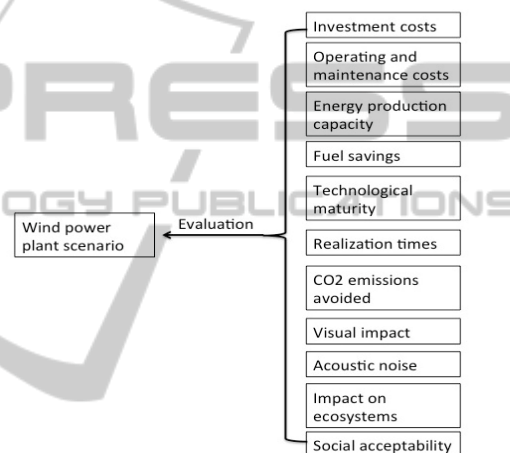 Investment costs
Operating and
maintenance costs
Energy production
capacity
Fuel savings
Technological
maturity
Wind power
plant scenario
Evaluation
Realization times
CO2 emissions
avoided
Visual impact
Acoustic noise
Impact on
ecosystems
Social acceptability
PRESS
OGY PUBLICATIONS